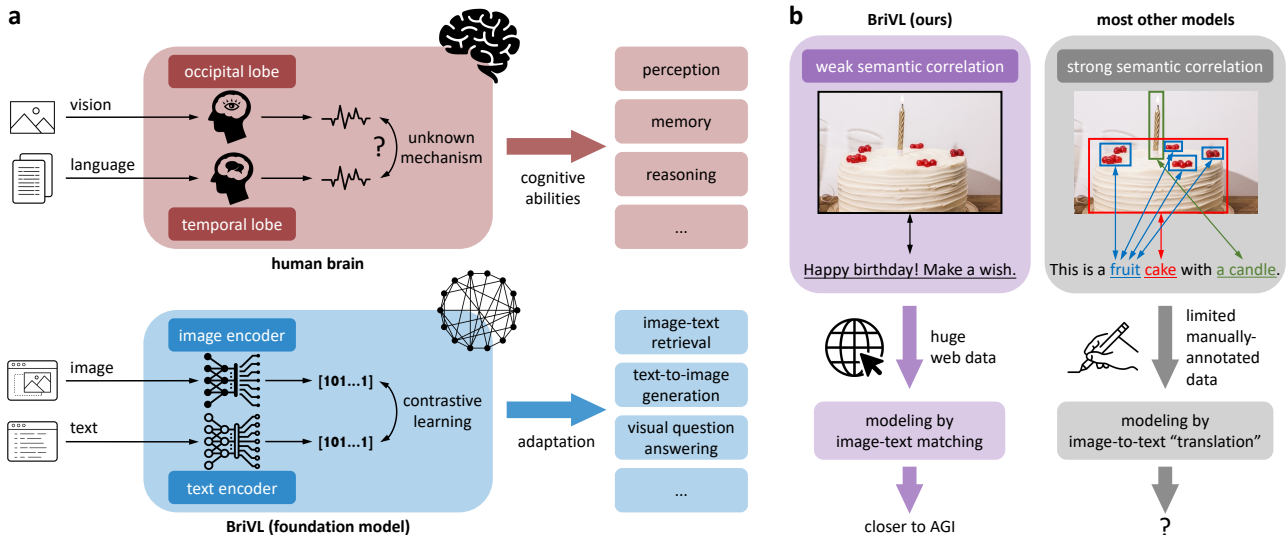 a
occipital lobe
vision
language
temporal lobe
?
unknown
mechanism
human brain
cognitive
abilities
perception
memory
reasoning
...
image encoder
image
text
[101...1]
[101...1]
contrastive
learning
text encoder
BriVL (foundation model)
adaptation
image-text
retrieval
text-to-image
generation
visual question
answering
...
b
BriVL (ours)
weak semantic correlation
Happy birthday! Make a wish.
huge
web data
modeling by
image-text matching
closer to AGI
most other models
strong semantic correlation
This is a fruit cake with a candle.
limited
manually-
annotated
data
modeling by
image-to-text “translation”
?